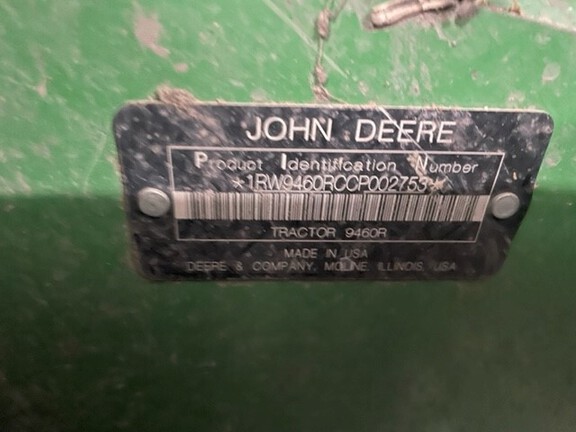 JOHN DEERE
Product Identification Number
*1RW9460RCCP002753*
TRACTOR 9460R
MADE IN USA
DEERE & COMPANY, MOLINE, ILLINOIS, USA